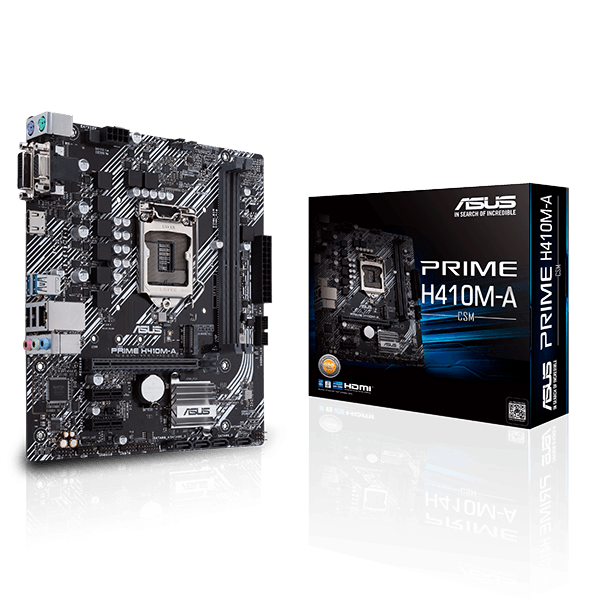 ASUS
PRIME H410M-A
ASUS
ASUS
IN SEARCH OF INCREDIBLE
PRIME
H410M-A
CSM
HDMI
ASUS
IN SEARCH OF INCREDIBLE
PRIME H410M-A
CSM